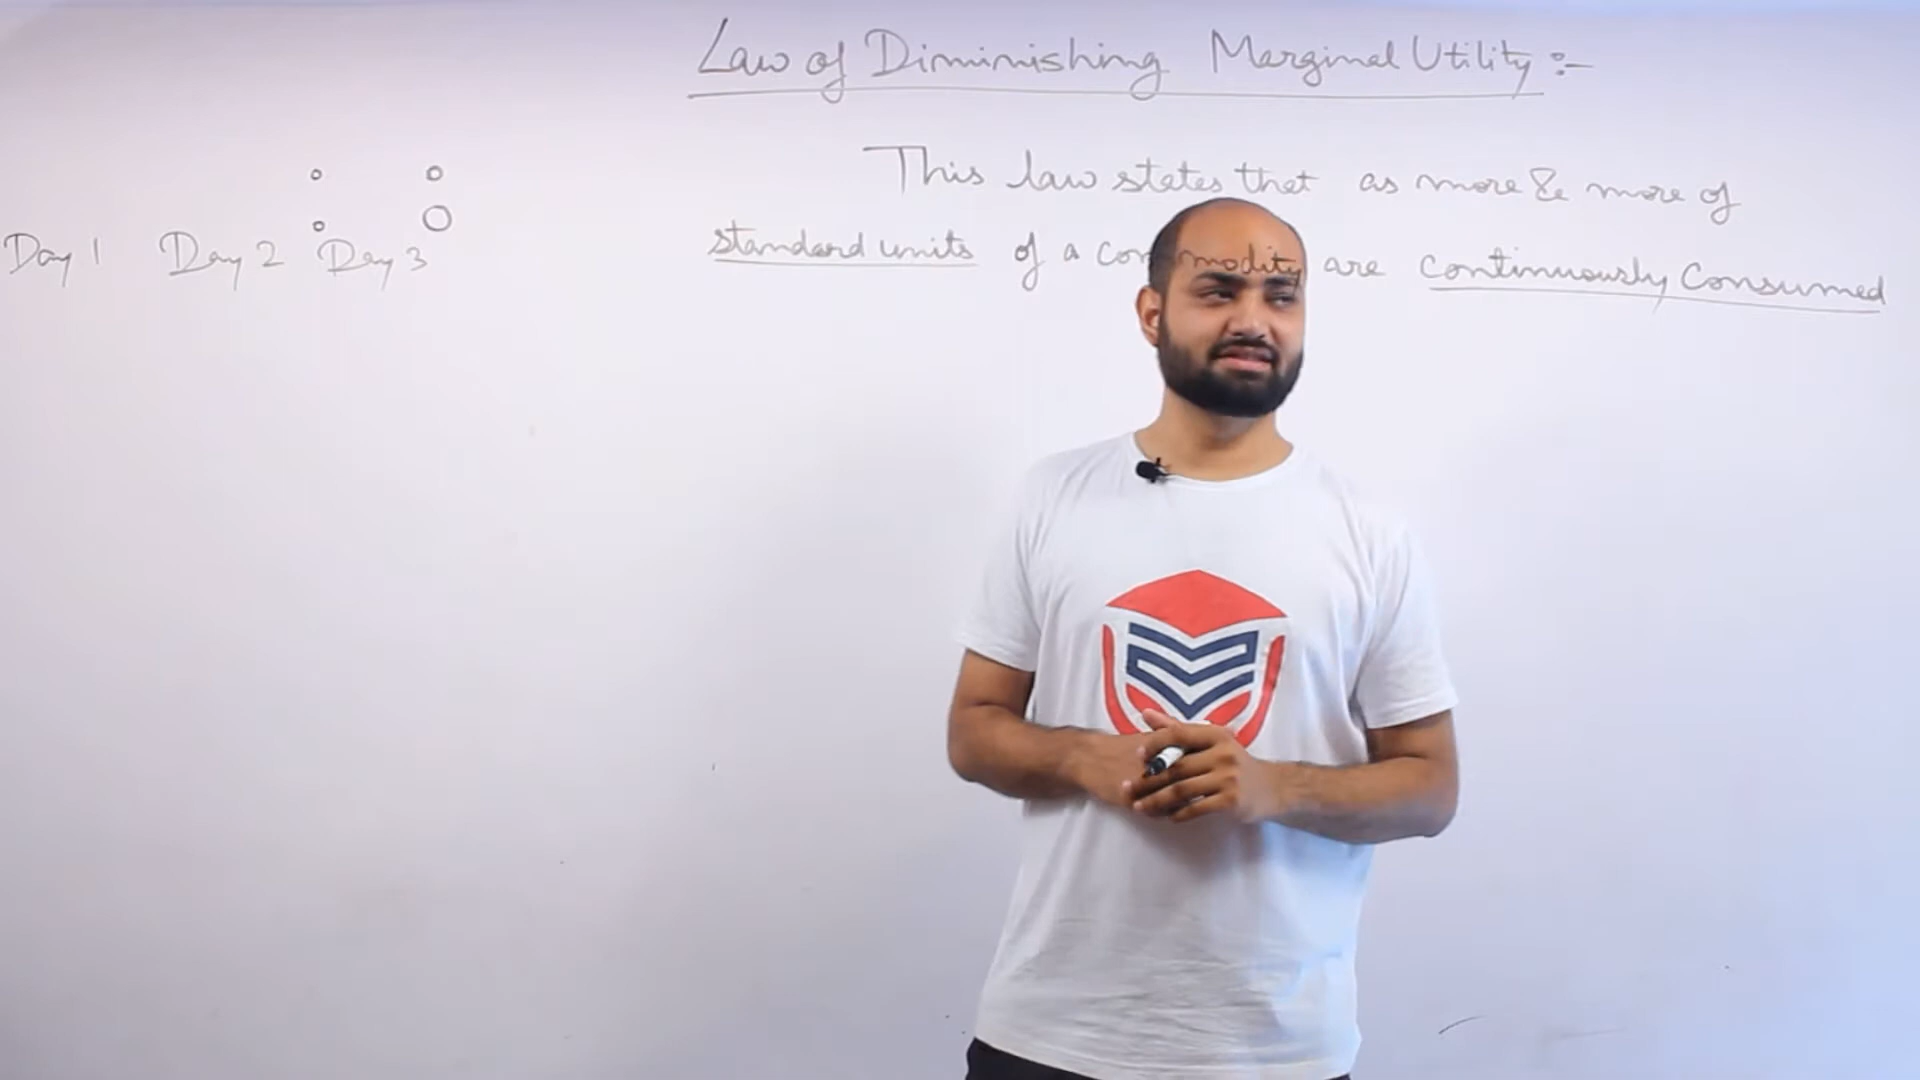 Law of Diminishing Marginal Utility :-
This law states that as more & more of
standard units of a commodity are continuously Consumed
Day 1 Day 2 Day 3